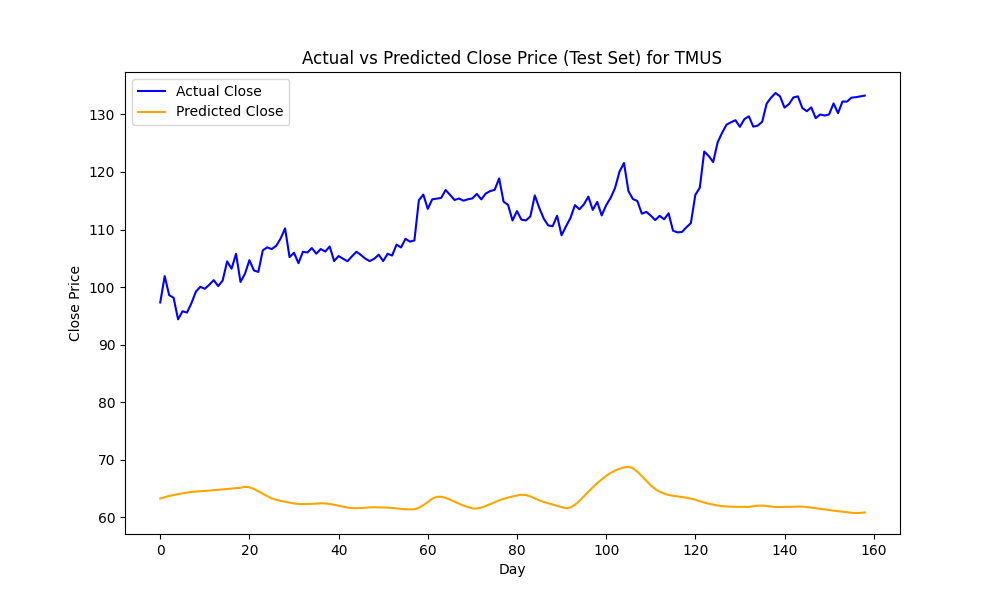 Actual vs Predicted Close Price (Test Set) for TMUS
Actual Close
Predicted Close
Close Price
130
120
110
100
90
80
70
60
0 20 40 60 80 100 120 140 160
Day